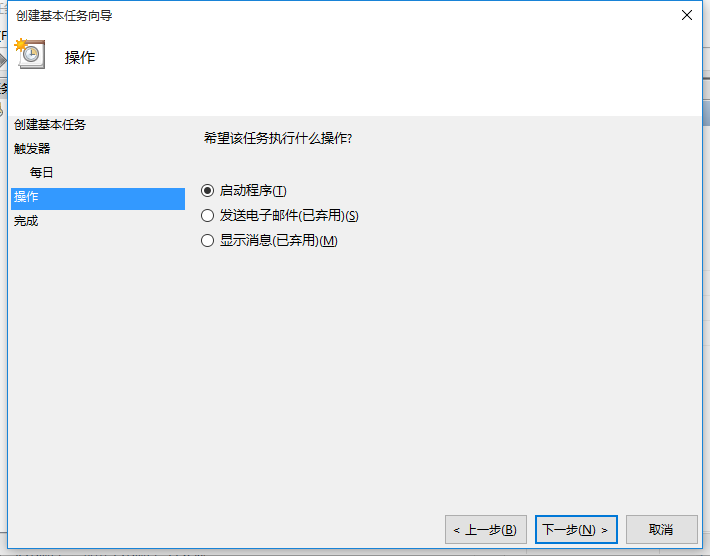 创建基本任务向导
操作
创建基本任务
触发器
每日
操作
完成
希望该任务执行什么操作?
启动程序(T)
发送电子邮件(已弃用)(S)
显示消息(已弃用)(M)
< 上一步(B)
下一步(N) >
取消